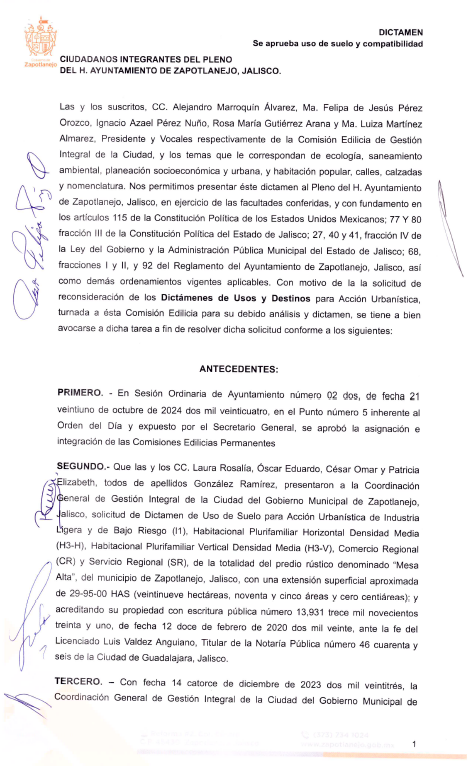 DICTAMEN
Se aprueba uso de suelo y compatibilidad
Zapotlanejo
CIUDADANOS INTEGRANTES DEL PLENO
DEL H. AYUNTAMIENTO DE ZAPOTLANEJO, JALISCO.
Las y los suscritos, CC. Alejandro Marroquín Álvarez, Ma. Felipa de Jesús Pérez
Orozco, Ignacio Azael Pérez Nuño, Rosa María Gutiérrez Arana y Ma. Luiza Martínez
Almarez, Presidente y Vocales respectivamente de la Comisión Edilicia de Gestión
Integral de la Ciudad, y los temas que le correspondan de ecología, saneamiento
ambiental, planeación socioeconómica y urbana, y habitación popular, calles, calzadas
y nomenclatura. Nos permitimos presentar éste dictamen al Pleno del H. Ayuntamiento
de Zapotlanejo, Jalisco, en ejercicio de las facultades conferidas, y con fundamento en
los artículos 115 de la Constitución Política de los Estados Unidos Mexicanos; 77 Y 80
fracción III de la Constitución Política del Estado de Jalisco; 27, 40 y 41, fracción IV de
la Ley del Gobierno y la Administración Pública Municipal del Estado de Jalisco; 68,
fracciones I y II, y 92 del Reglamento del Ayuntamiento de Zapotlanejo, Jalisco, así
como demás ordenamientos vigentes aplicables. Con motivo de la la solicitud de
reconsideración de los Dictámenes de Usos y Destinos para Acción Urbanística,
turnada a ésta Comisión Edilicia para su debido análisis y dictamen, se tiene a bien
avocarse a dicha tarea a fin de resolver dicha solicitud conforme a los siguientes:
ANTECEDENTES:
PRIMERO. - En Sesión Ordinaria de Ayuntamiento número 02 dos, de fecha 21
veintiuno de octubre de 2024 dos mil veinticuatro, en el Punto número 5 inherente al
Orden del Día y expuesto por el Secretario General, se aprobó la asignación e
integración de las Comisiones Edilicias Permanentes
SEGUNDO.- Que las y los CC. Laura Rosalía, Óscar Eduardo, César Omar y Patricia
Elizabeth, todos de apellidos González Ramírez, presentaron a la Coordinación
General de Gestión Integral de la Ciudad del Gobierno Municipal de Zapotlanejo,
Jalisco, solicitud de Dictamen de Uso de Suelo para Acción Urbanística de Industria
Ligera y de Bajo Riesgo (I1), Habitacional Plurifamiliar Horizontal Densidad Media
(H3-H), Habitacional Plurifamiliar Vertical Densidad Media (H3-V), Comercio Regional
(CR) y Servicio Regional (SR), de la totalidad del predio rústico denominado “Mesa
Alta”, del municipio de Zapotlanejo, Jalisco, con una extensión superficial aproximada
de 29-95-00 HAS (veintinueve hectáreas, noventa y cinco áreas y cero centiáreas); y
acreditando su propiedad con escritura pública número 13,931 trece mil novecientos
treinta y uno, de fecha 12 doce de febrero de 2020 dos mil veinte, ante la fe del
Licenciado Luis Valdez Anguiano, Titular de la Notaría Pública número 46 cuarenta y
seis de la Ciudad de Guadalajara, Jalisco.
TERCERO. – Con fecha 14 catorce de diciembre de 2023 dos mil veintitrés, la
Coordinación General de Gestión Integral de la Ciudad del Gobierno Municipal de
1